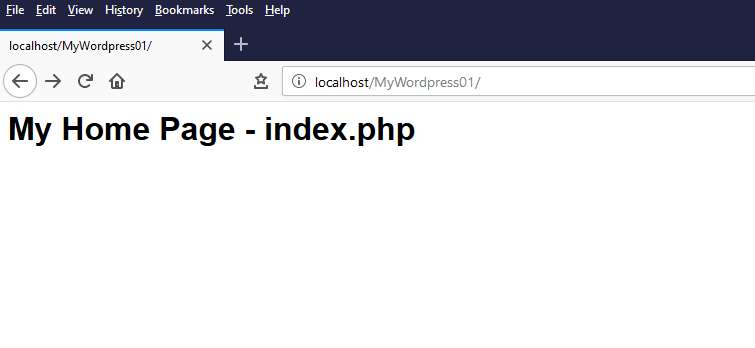 File Edit View History Bookmarks Tools Help
localhost/MyWordpress01/
localhost/MyWordpress01/
My Home Page - index.php